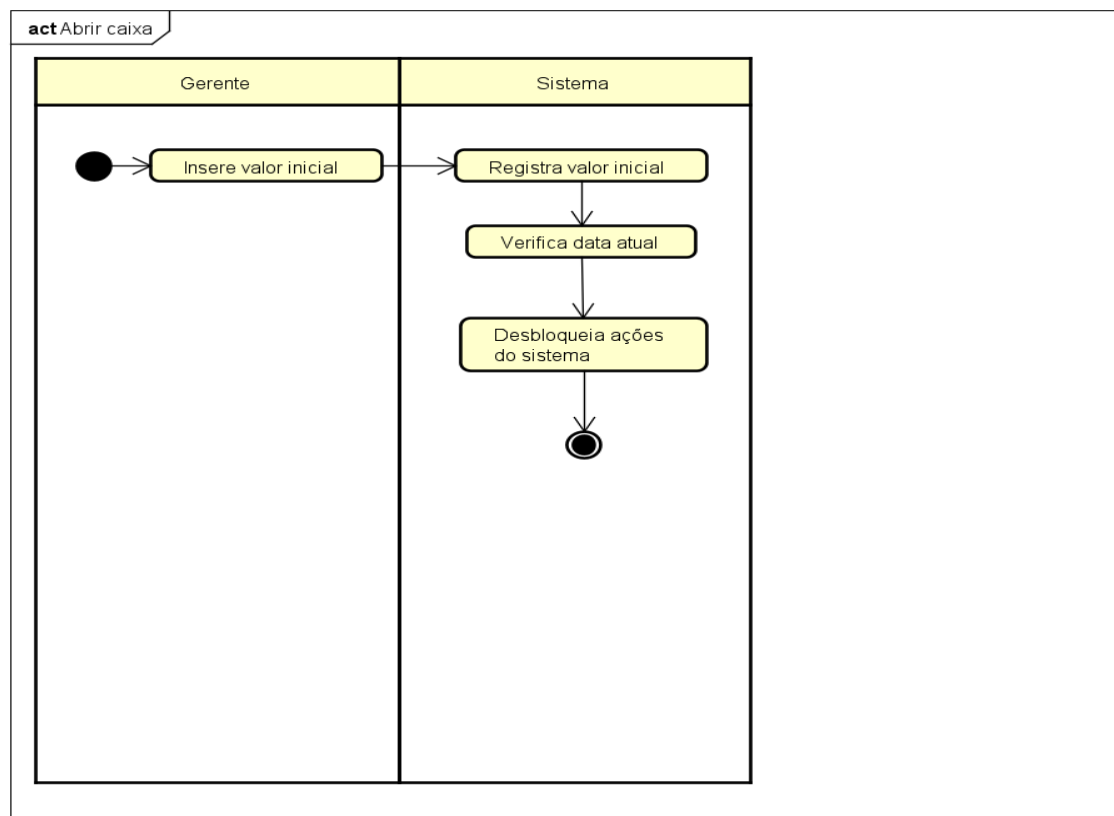 act Abrir caixa
Gerente
Sistema
Insere valor inicial
Registra valor inicial
Verifica data atual
Desbloqueia ações
do sistema